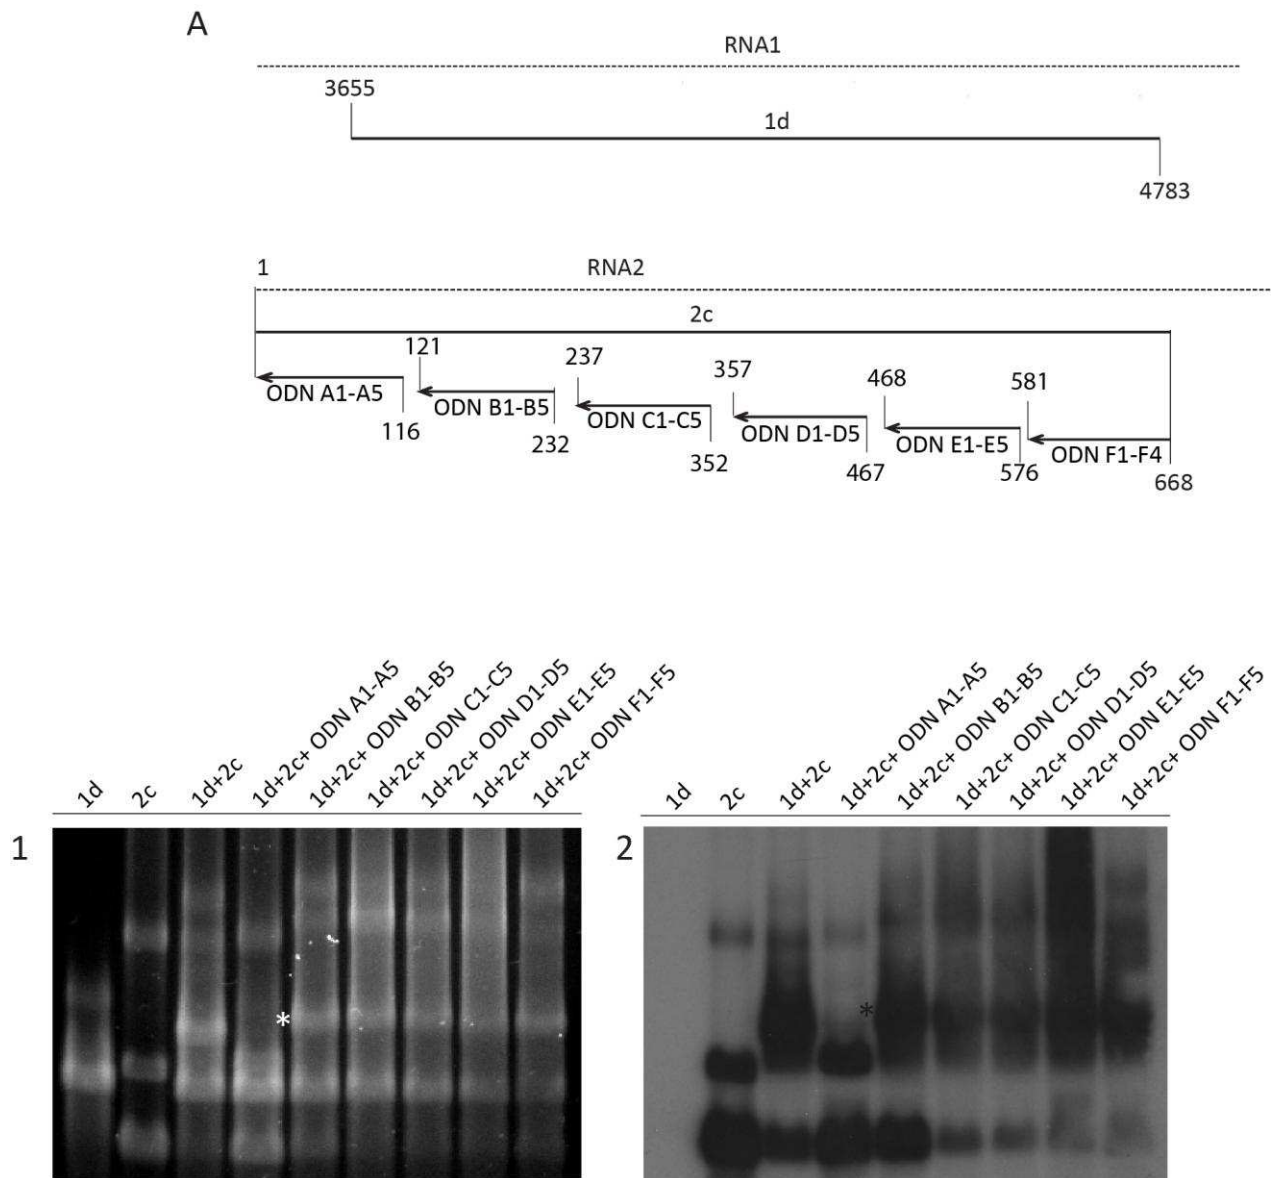 A
RNA1
3655
1d
4783
1
RNA2
2c
121
237
357
468
581
ODN A1-A5
ODN B1-B5
ODN C1-C5
ODN D1-D5
ODN E1-E5
ODN F1-F4
116
232
352
467
576
668
1
1d
2c
1d+2c
1d+2c+ ODN A1-A5
1d+2c+ ODN B1-B5
1d+2c+ ODN C1-C5
1d+2c+ ODN D1-D5
1d+2c+ ODN E1-E5
1d+2c+ ODN F1-F5
*
2
1d
2c
1d+2c
1d+2c+ ODN A1-A5
1d+2c+ ODN B1-B5
1d+2c+ ODN C1-C5
1d+2c+ ODN D1-D5
1d+2c+ ODN E1-E5
1d+2c+ ODN F1-F5
*